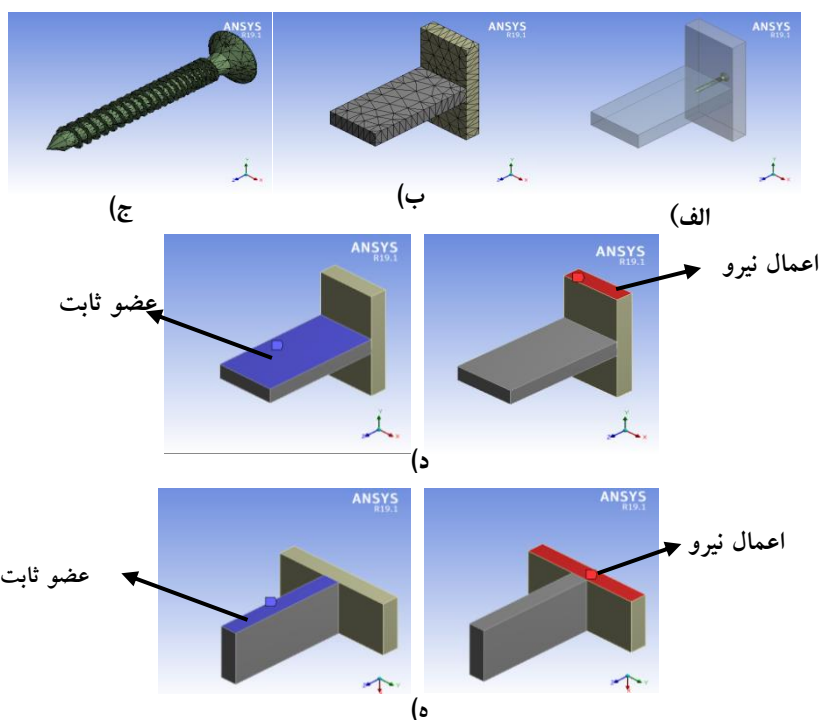 ANSYS
R19.1
ANSYS
R19.1
ANSYS
R19.1
الف)
ب)
ج)
ANSYS
R19.1
ANSYS
R19.1
اعمال نیرو
عضو ثابت
د)
ANSYS
R19.1
ANSYS
R19.1
اعمال نیرو
عضو ثابت
ه)